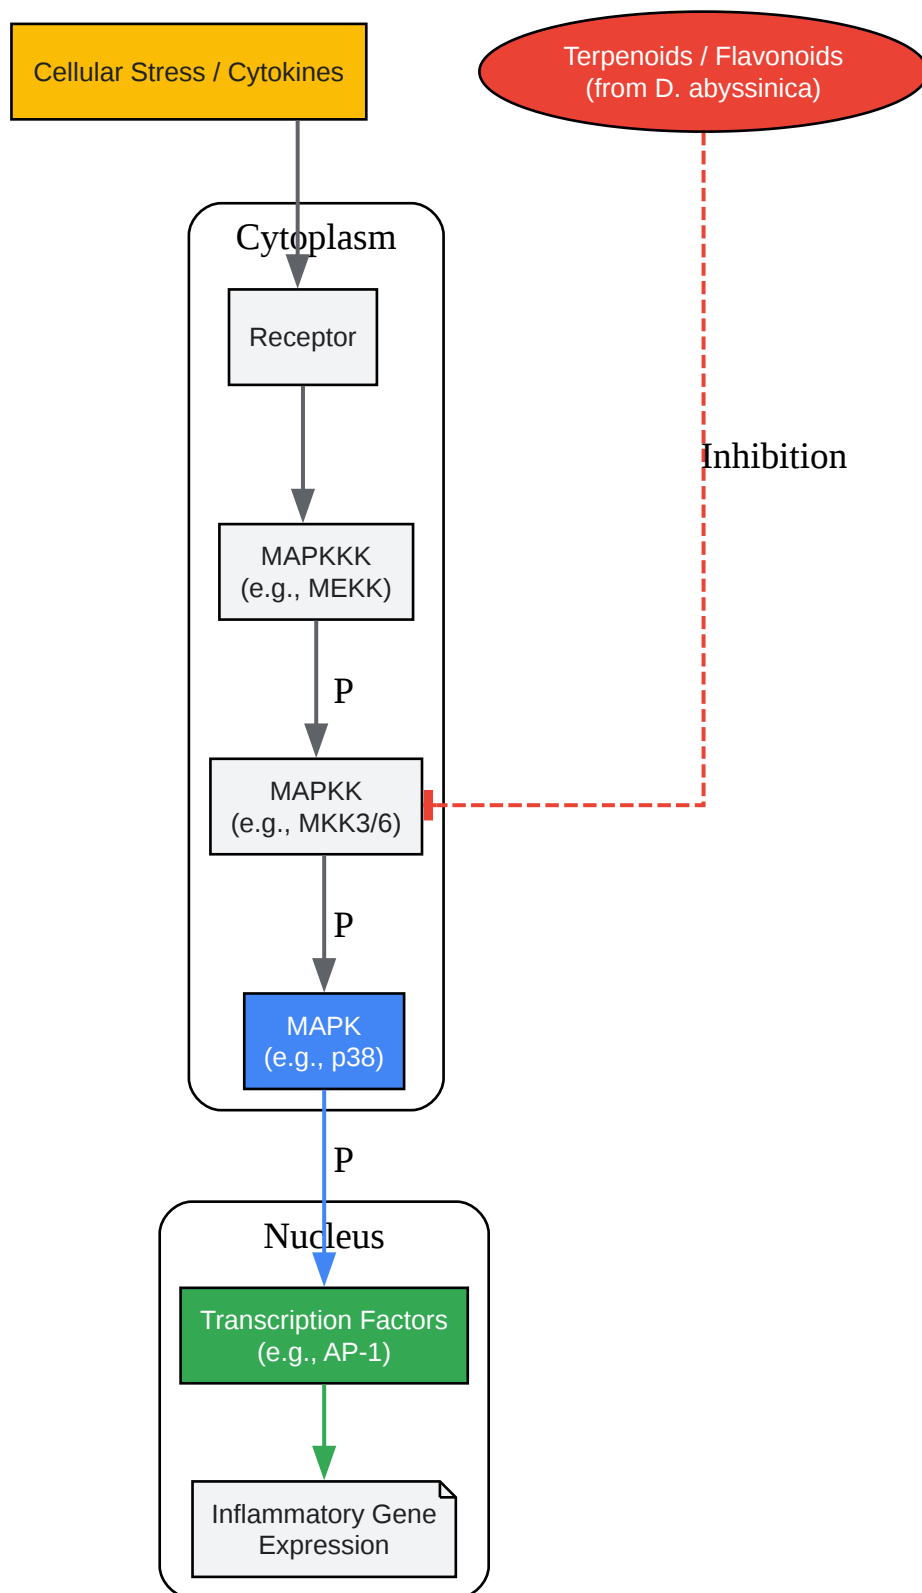 Cellular Stress / Cytokines
Terpenoids / Flavonoids
(from D. abyssinica)
Cytoplasm
Receptor
Inhibition
MAPKKK
(e.g., MEKK)
P
MAPKK
(e.g., MKK3/6)
P
MAPK
(e.g., p38)
P
Nucleus
Transcription Factors
(e.g., AP-1)
Inflammatory Gene
Expression